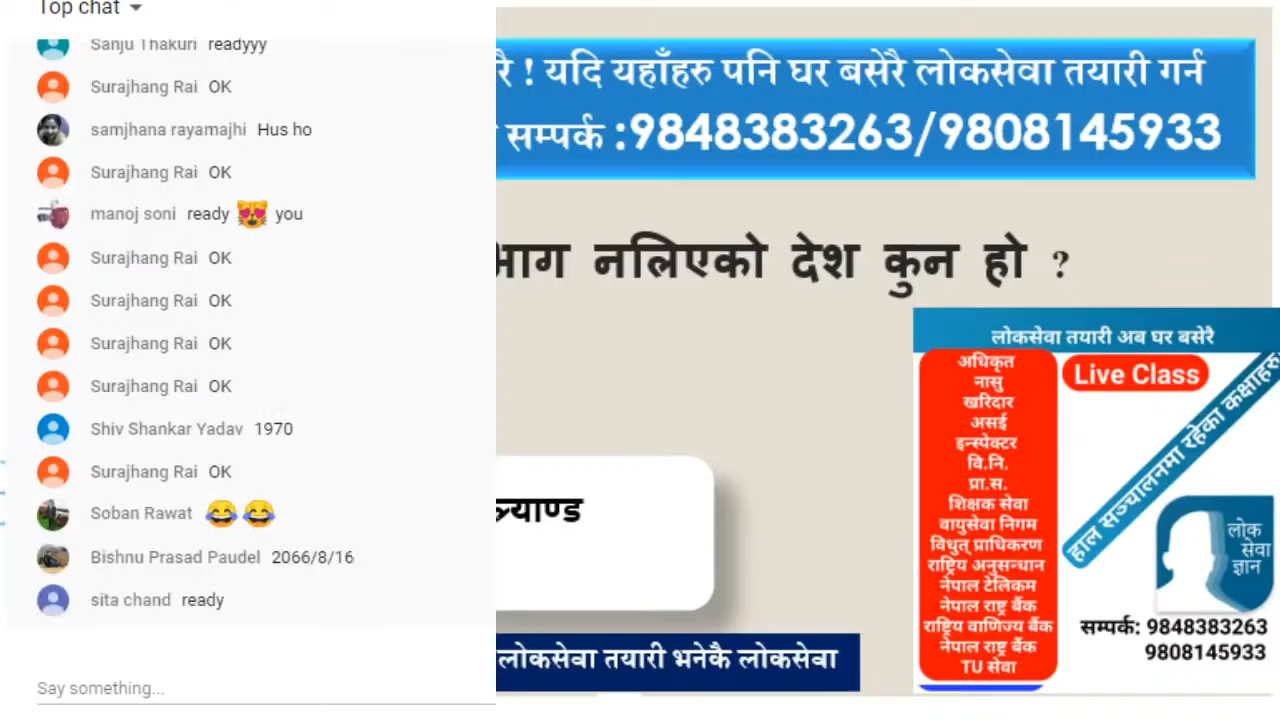 Top chat
Sanju Thakuri readyyy
Surajhang Rai OK
samjhana rayamajhi Hus ho
Surajhang Rai OK
manoj soni ready 😻 you
Surajhang Rai OK
Surajhang Rai OK
Surajhang Rai OK
Surajhang Rai OK
Shiv Shankar Yadav 1970
Surajhang Rai OK
Soban Rawat 😂😂
Bishnu Prasad Paudel 2066/8/16
sita chand ready
Say something...
रै ! यदि यहाँहरु पनि घर बसेरै लोकसेवा तयारी गर्न
सम्पर्क :9848383263/9808145933
भाग नलिएको देश कुन हो ?
लोकसेवा तयारी भनेकै लोकसेवा
लोकसेवा तयारी अब घर बसेरै
अधिकृत
नासु
खरिदार
असई
इन्स्पेक्टर
वि.नि.
प्रा.स.
शिक्षक सेवा
वायुसेवा निगम
विधुत् प्राधिकरण
राष्ट्रिय अनुसन्धान
नेपाल टेलिकम
नेपाल राष्ट्र बैंक
राष्ट्रिय वाणिज्य बैंक
नेपाल राष्ट्र बैंक
TU सेवा
Live Class
हाल सञ्चालनमा रहेका कक्षाहरु
लोक
सेवा
ज्ञान
सम्पर्क: 9848383263
9808145933